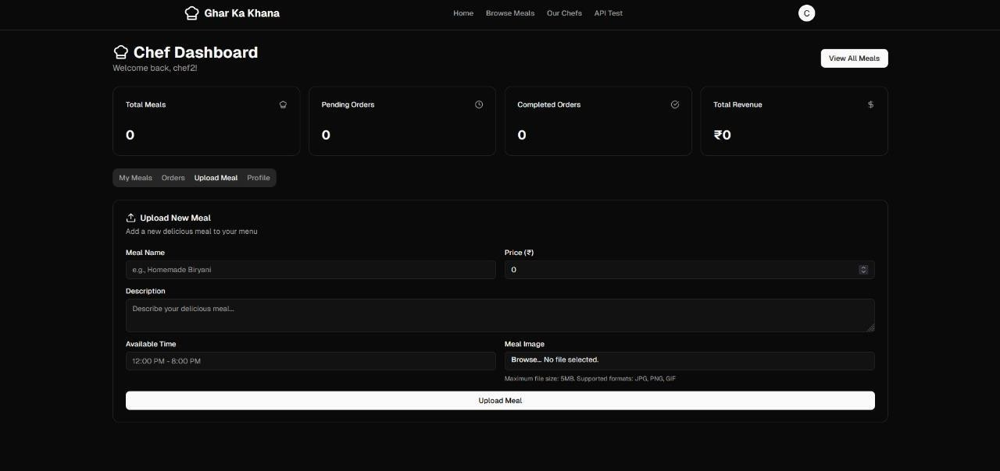 Ghar Ka Khana
Home Browse Meals Our Chefs API Test
C
Chef Dashboard
Welcome back, chef2!
View All Meals
Total Meals
0
Pending Orders
0
Completed Orders
0
Total Revenue
₹0
My Meals Orders Upload Meal Profile
Upload New Meal
Add a new delicious meal to your menu
Meal Name
e.g., Homemade Biryani
Price (₹)
0
Description
Describe your delicious meal...
Available Time
12:00 PM - 8:00 PM
Meal Image
Browse... No file selected.
Maximum file size: 5MB. Supported formats: JPG, PNG, GIF
Upload Meal